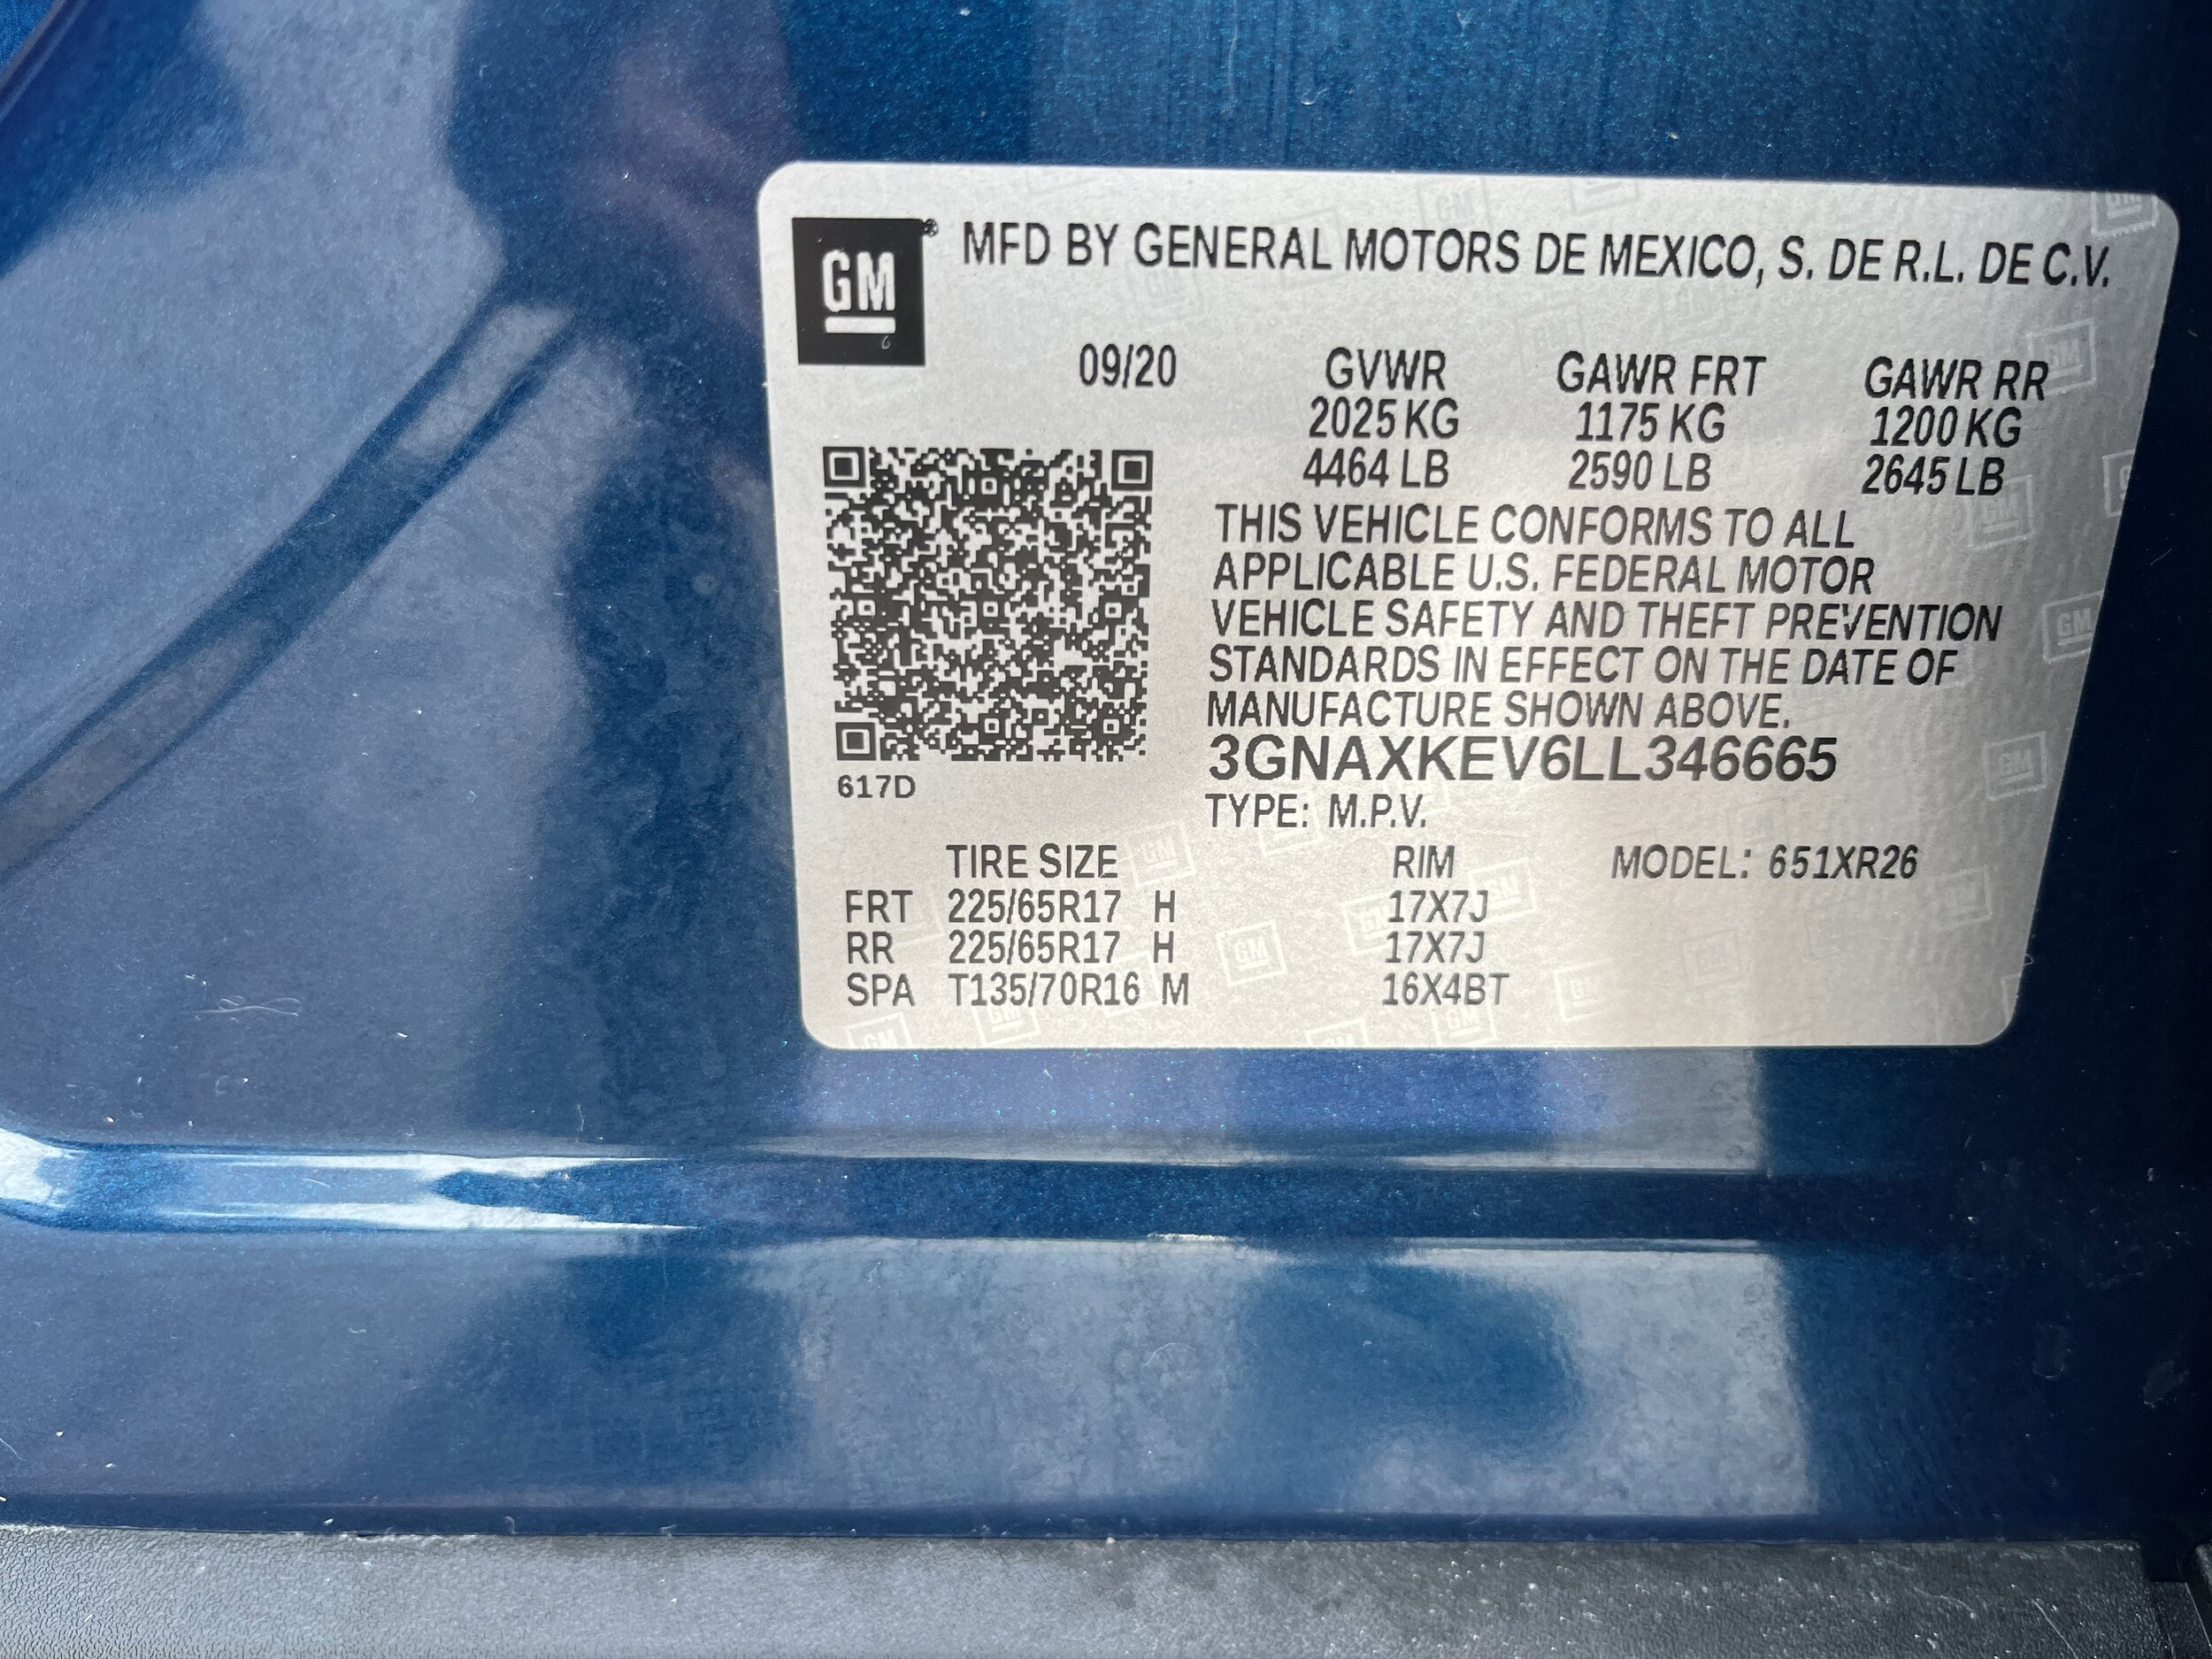 GM
MFD BY GENERAL MOTORS DE MEXICO, S. DE R.L. DE C.V.
09/20 GVWR GAWR FRT GAWR RR
2025 KG 1175 KG 1200 KG
4464 LB 2590 LB 2645 LB
THIS VEHICLE CONFORMS TO ALL
APPLICABLE U.S. FEDERAL MOTOR
VEHICLE SAFETY AND THEFT PREVENTION
STANDARDS IN EFFECT ON THE DATE OF
MANUFACTURE SHOWN ABOVE.
3GNAXKEV6LL346665
617D
TYPE: M.P.V.
TIRE SIZE RIM MODEL: 651XR26
FRT 225/65R17 H 17X7J
RR 225/65R17 H 17X7J
SPA T135/70R16 M 16X4BT